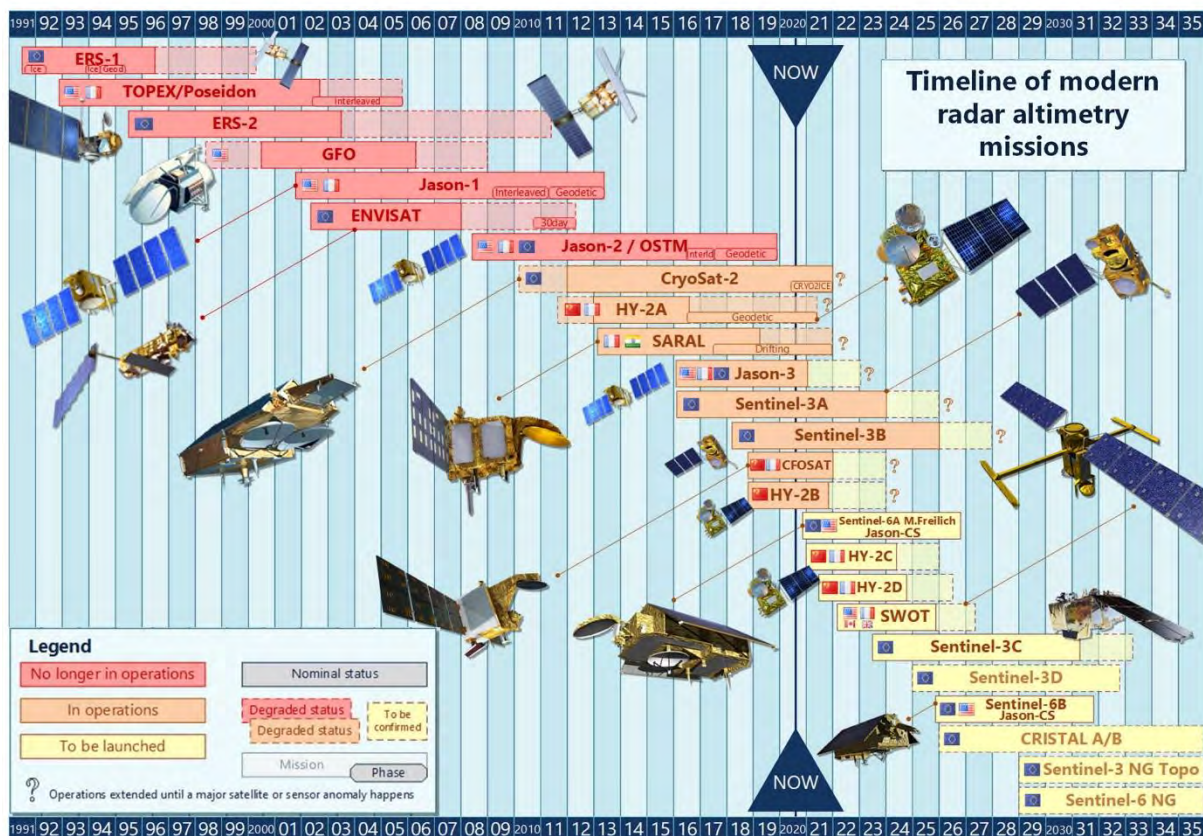 1991 92 93 94 95 96 97 98 99 2000 01 02 03 04 05 06 07 08 09 2010 11 12 13 14 15 16 17 18 19 2020 21 22 23 24 25 26 27 28 29 2030 31 32 33 34 35
NOW
Timeline of modern
radar altimetry
missions
ERS-1
Ice
Ice
Geod
TOPEX/Poseidon
Interleaved
ERS-2
GFO
Jason-1
Interleaved
Geodetic
ENVISAT
30day
Jason-2 / OSTM
Interld
Geodetic
CryoSat-2
CRYO2ICE
?
HY-2A
Geodetic
?
SARAL
Drifting
?
Jason-3
?
Sentinel-3A
?
Sentinel-3B
?
CFOSAT
?
HY-2B
?
Sentinel-6A M.Freilich
Jason-CS
HY-2C
HY-2D
SWOT
Sentinel-3C
Sentinel-3D
Sentinel-6B
Jason-CS
CRISTAL A/B
Sentinel-3 NG Topo
Sentinel-6 NG
NOW
Legend
No longer in operations
In operations
To be launched
Nominal status
Degraded status
Degraded status
To be
confirmed
Mission
Phase
? Operations extended until a major satellite or sensor anomaly happens
1991 92 93 94 95 96 97 98 99 2000 01 02 03 04 05 06 07 08 09 2010 11 12 13 14 15 16 17 18 19 2020 21 22 23 24 25 26 27 28 29 2030 31 32 33 34 35